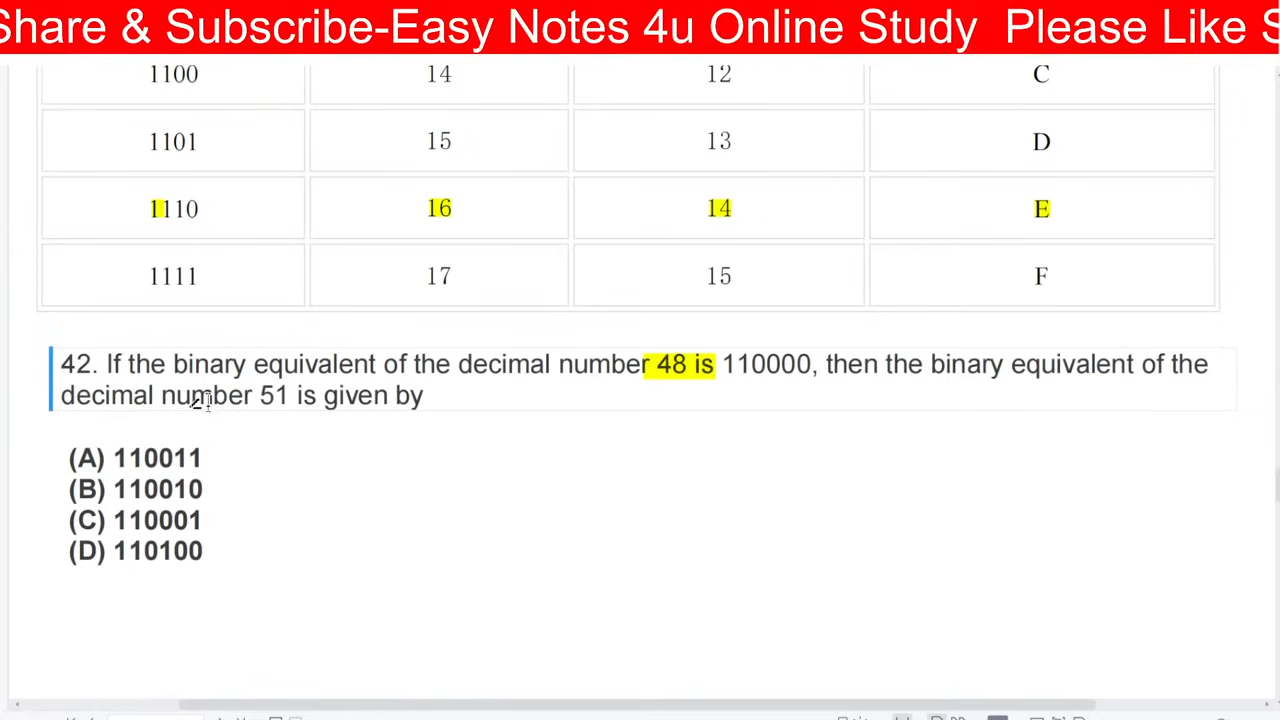 Share & Subscribe-Easy Notes 4u Online Study Please Like S
1100 14 12 C
1101 15 13 D
1110 16 14 E
1111 17 15 F
42. If the binary equivalent of the decimal number 48 is 110000, then the binary equivalent of the
decimal number 51 is given by
(A) 110011
(B) 110010
(C) 110001
(D) 110100